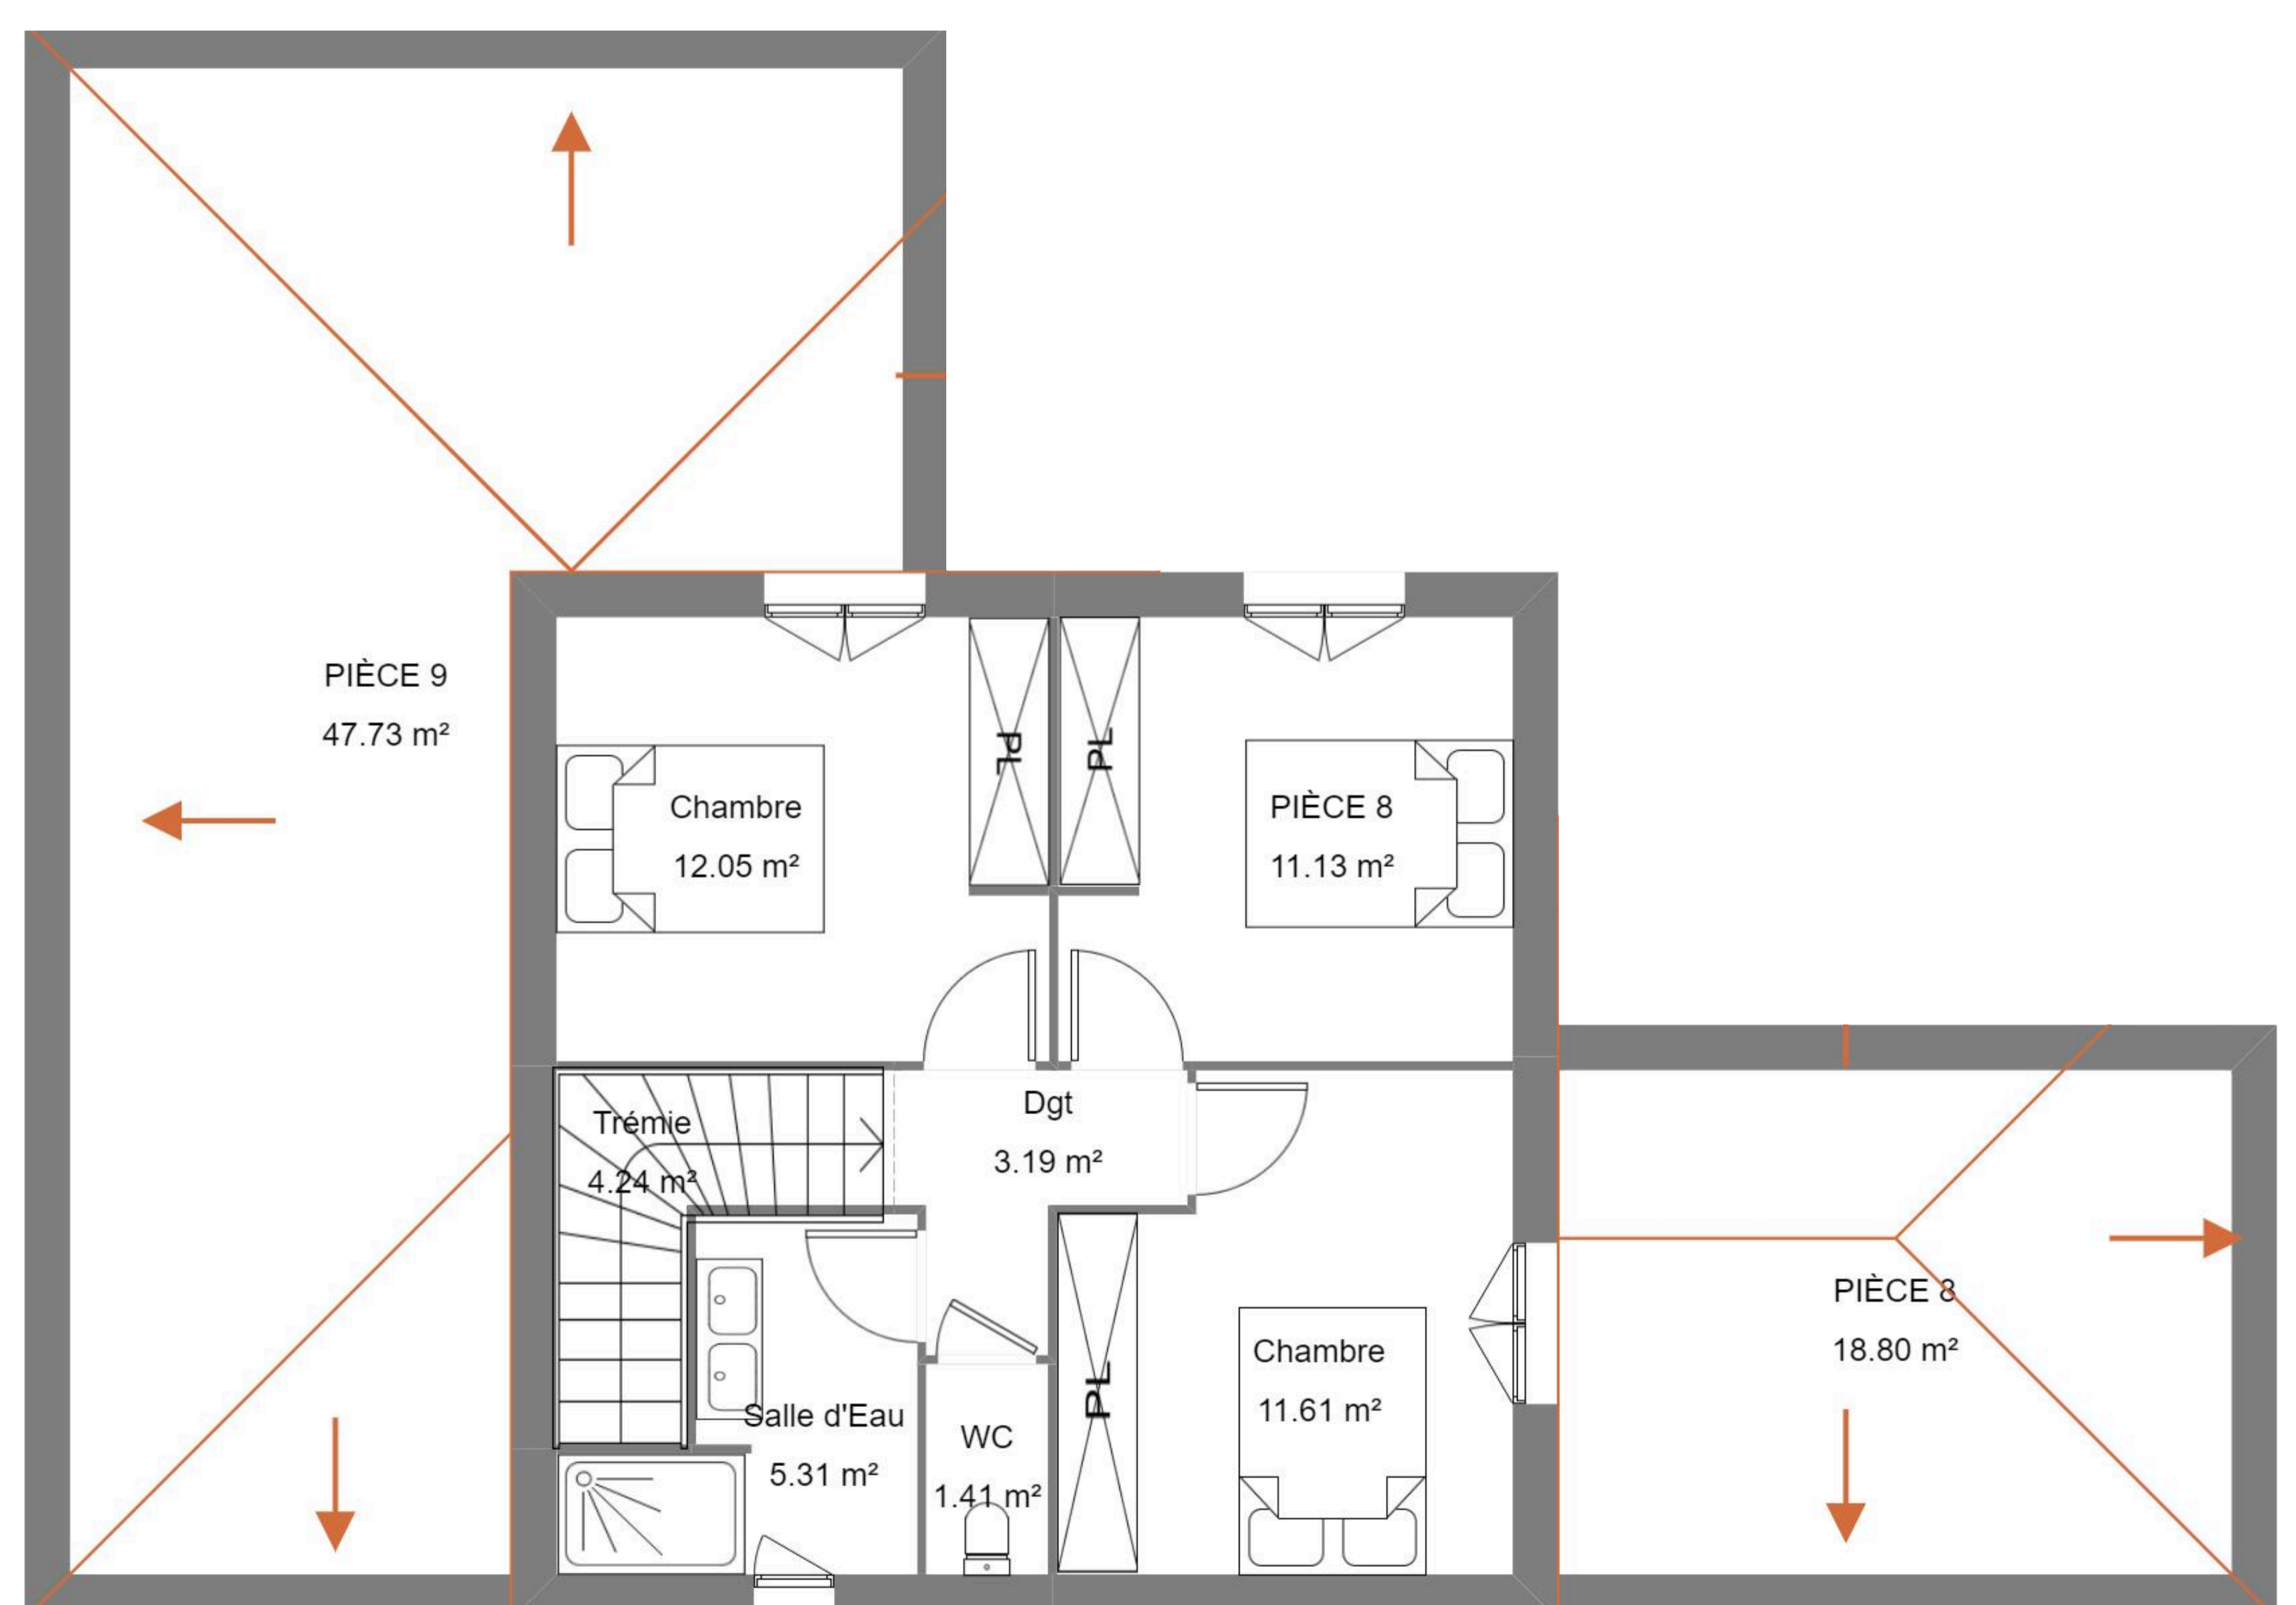 PIÈCE 9
47.73 m²
PL
PL
Chambre
12.05 m²
PIÈCE 8
11.13 m²
Trémie
4.24 m²
Dgt
3.19 m²
PIÈCE 8
18.80 m²
Chambre
11.61 m²
PL
Salle d'Eau
5.31 m²
WC
1.41 m²